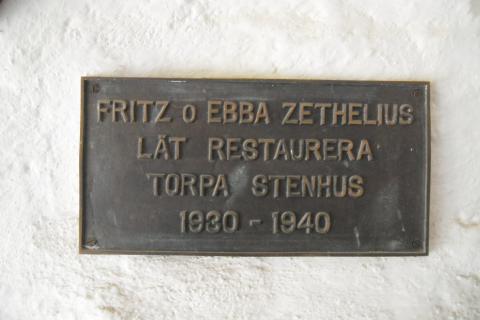 FRITZ O EBBA ZETHELIUS
LÄT RESTAURERA
TORPA STENHUS
1930 - 1940